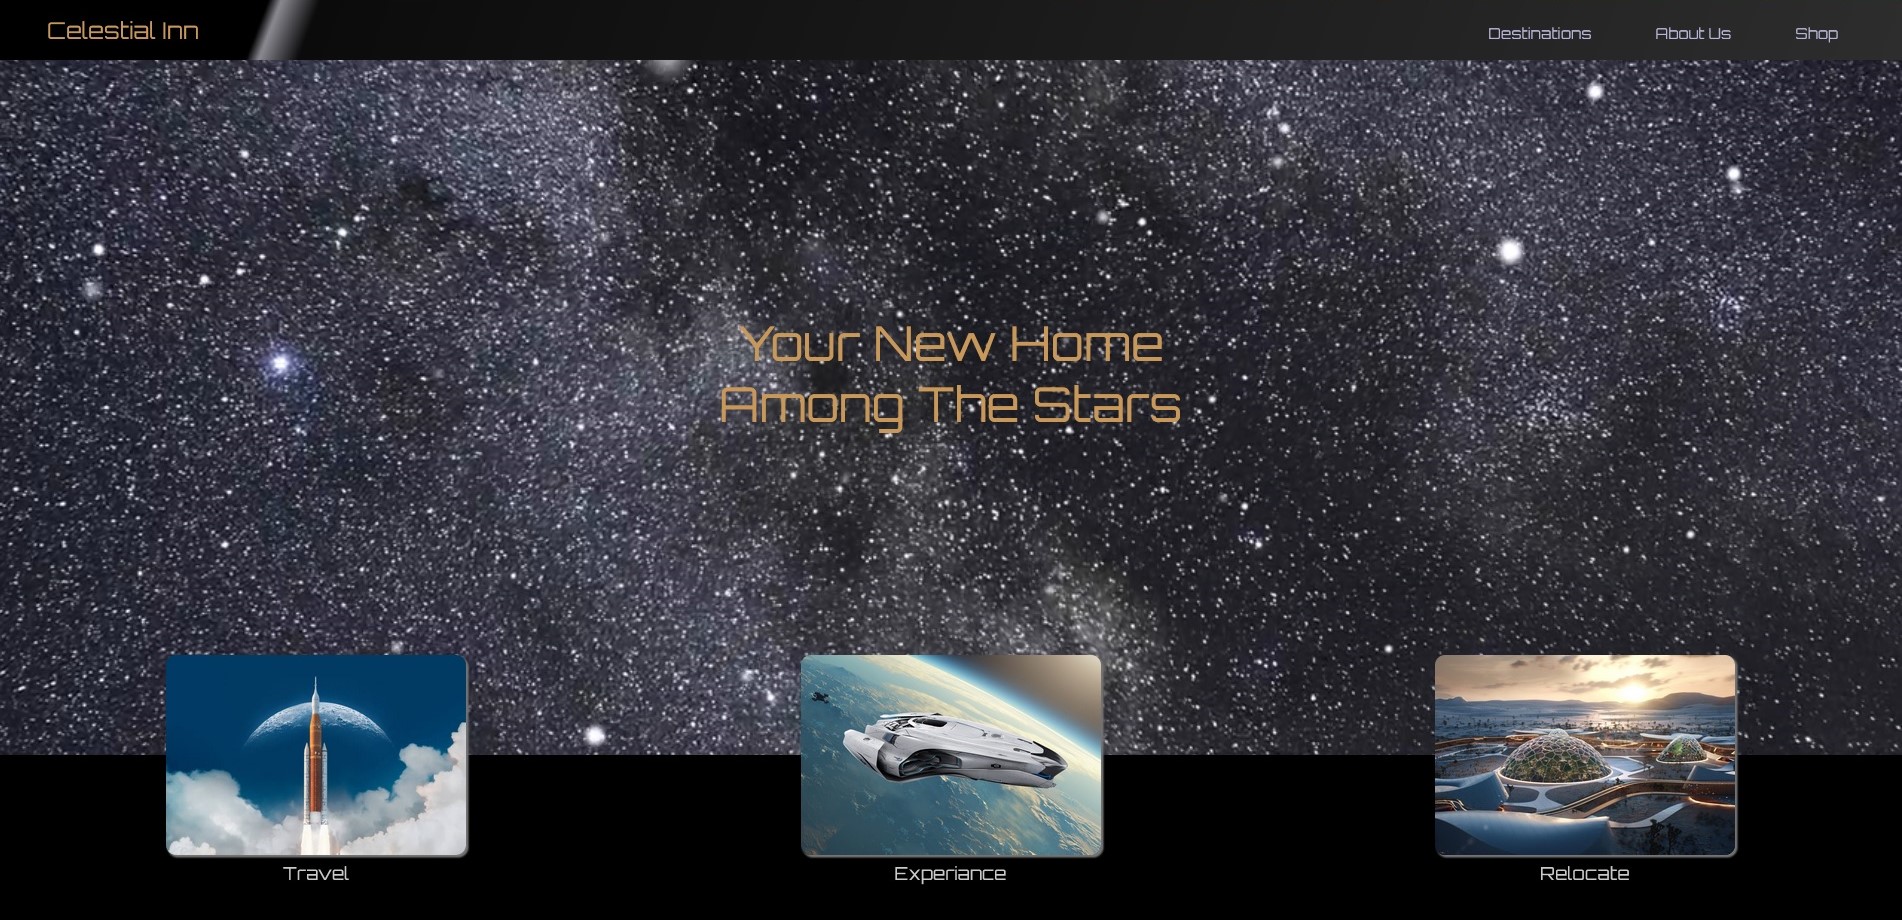 Celestial Inn
Destinations
About Us
Shop
Your New Home
Among The Stars
Travel
Experiance
Relocate